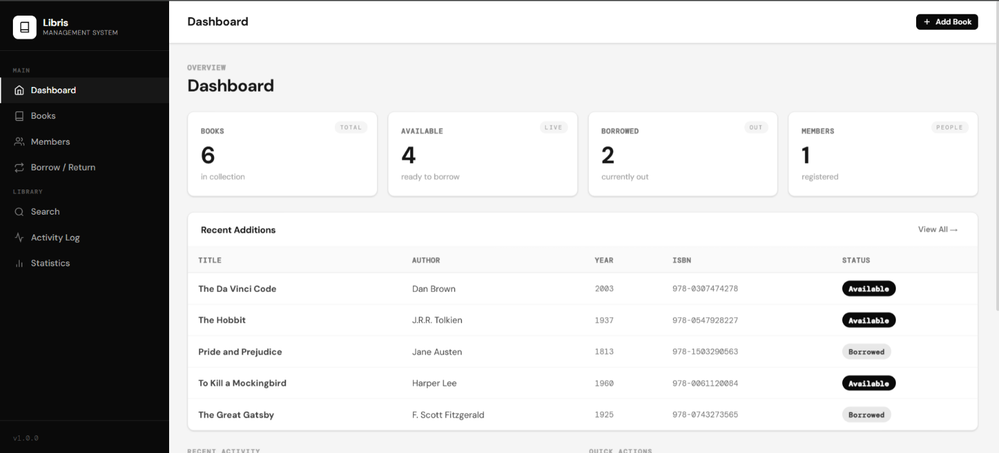 Libris
MANAGEMENT SYSTEM
MAIN
Dashboard
Books
Members
Borrow / Return
LIBRARY
Search
Activity Log
Statistics
v1.0.0
Dashboard
+ Add Book
OVERVIEW
Dashboard
BOOKS TOTAL
6
in collection
AVAILABLE LIVE
4
ready to borrow
BORROWED OUT
2
currently out
MEMBERS PEOPLE
1
registered
Recent Additions View All →
TITLE AUTHOR YEAR ISBN STATUS
The Da Vinci Code Dan Brown 2003 978-0307474278 Available
The Hobbit J.R.R. Tolkien 1937 978-0547928227 Available
Pride and Prejudice Jane Austen 1813 978-1503290563 Borrowed
To Kill a Mockingbird Harper Lee 1960 978-0061120084 Available
The Great Gatsby F. Scott Fitzgerald 1925 978-0743273565 Borrowed
RECENT ACTIVITY QUICK ACTIONS